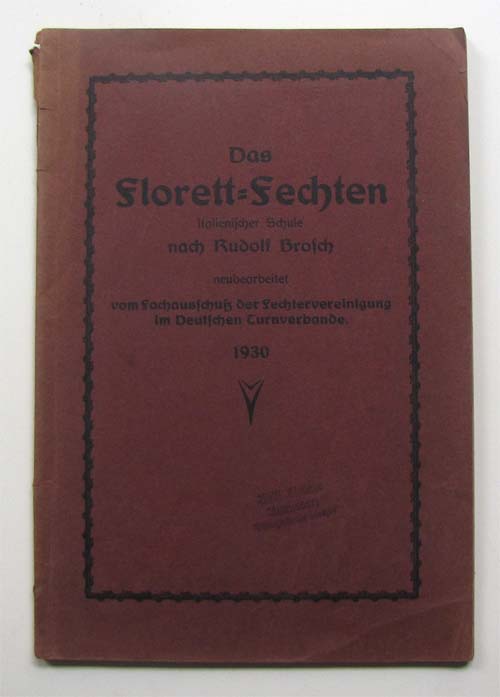 Das
Florett=Fechten
italienischer Schule
nach Rudolf Brosch
neubearbeitet
vom Fachausschuß der Fechtervereinigung
im Deutschen Turnverbande.
1930